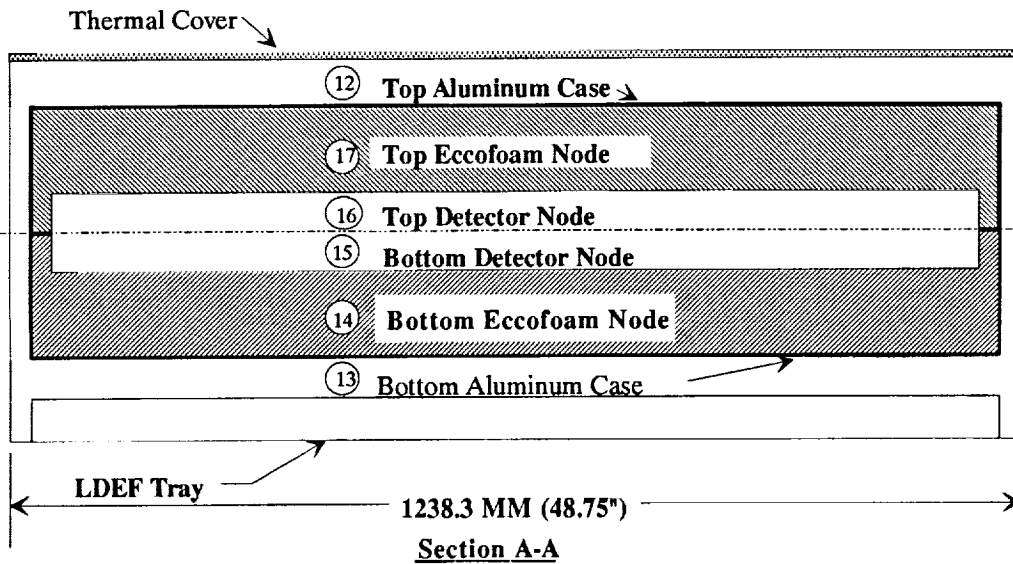 Thermal Cover
12 Top Aluminum Case
17 Top Eccofoam Node
16 Top Detector Node
15 Bottom Detector Node
14 Bottom Eccofoam Node
13 Bottom Aluminum Case
LDEF Tray
1238.3 MM (48.75")
Section A-A